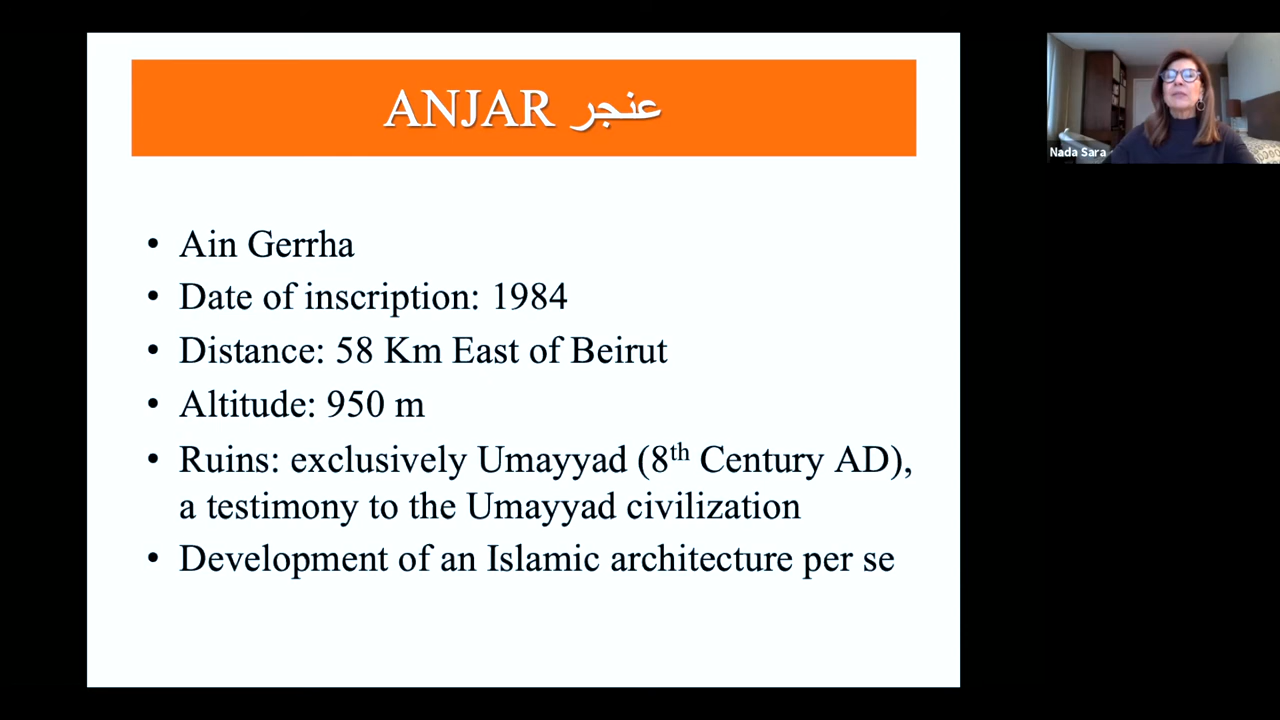 ANJAR عنجر
• Ain Gerrha
• Date of inscription: 1984
• Distance: 58 Km East of Beirut
• Altitude: 950 m
• Ruins: exclusively Umayyad (8th Century AD),
a testimony to the Umayyad civilization
• Development of an Islamic architecture per se
Nada Sara